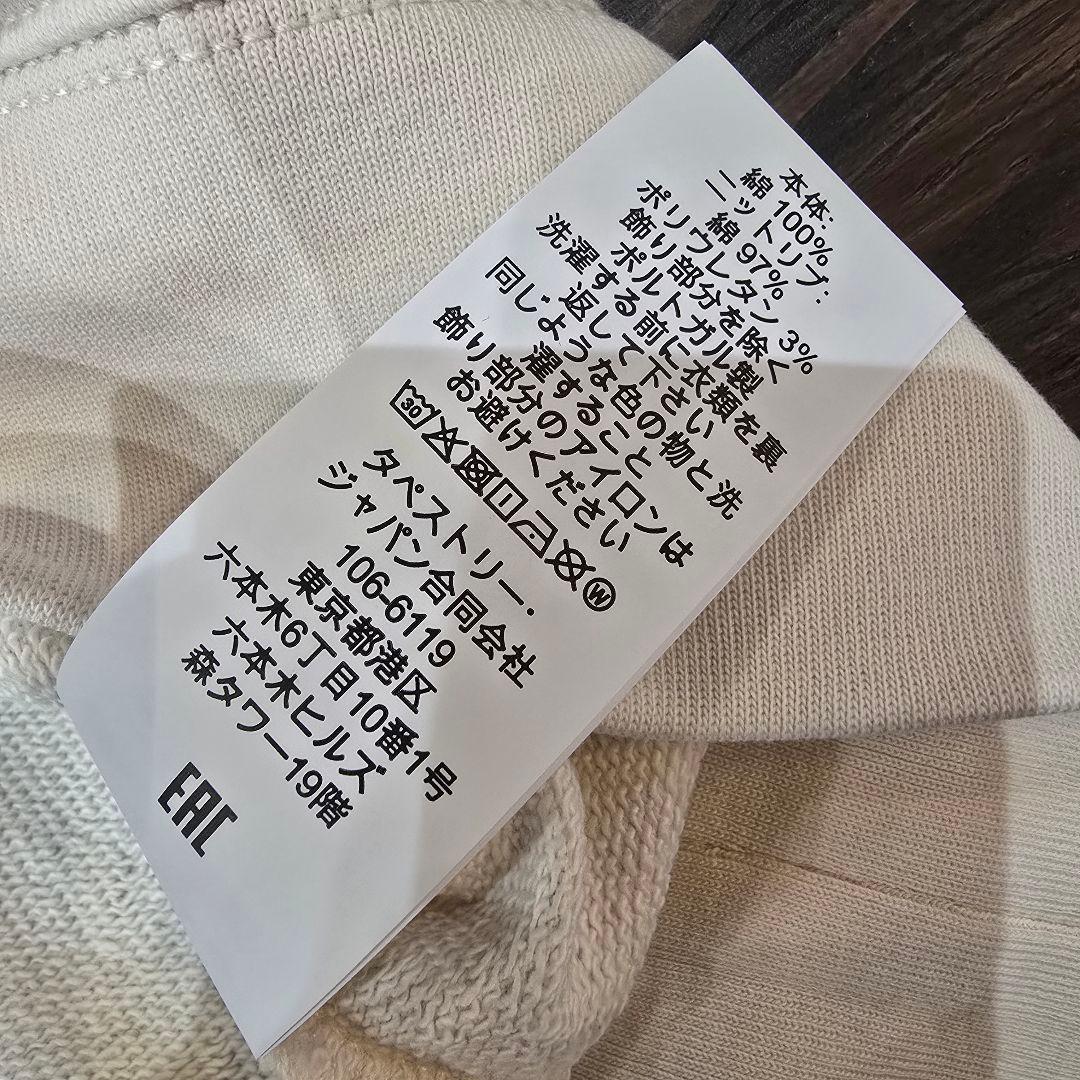 本体:
綿 100%
ニットリブ:
綿 97%
ポリウレタン 3%
飾り部分を除く
ポルトガル製
洗濯する前に衣類を裏
返して下さい
同じような色の物と洗
濯すること
飾り部分のアイロンは
お避けください
30 W
タペストリー・
ジャパン合同会社
106-6119
東京都港区
六本木6丁目10番1号
六本木ヒルズ
森タワー19階
EAC